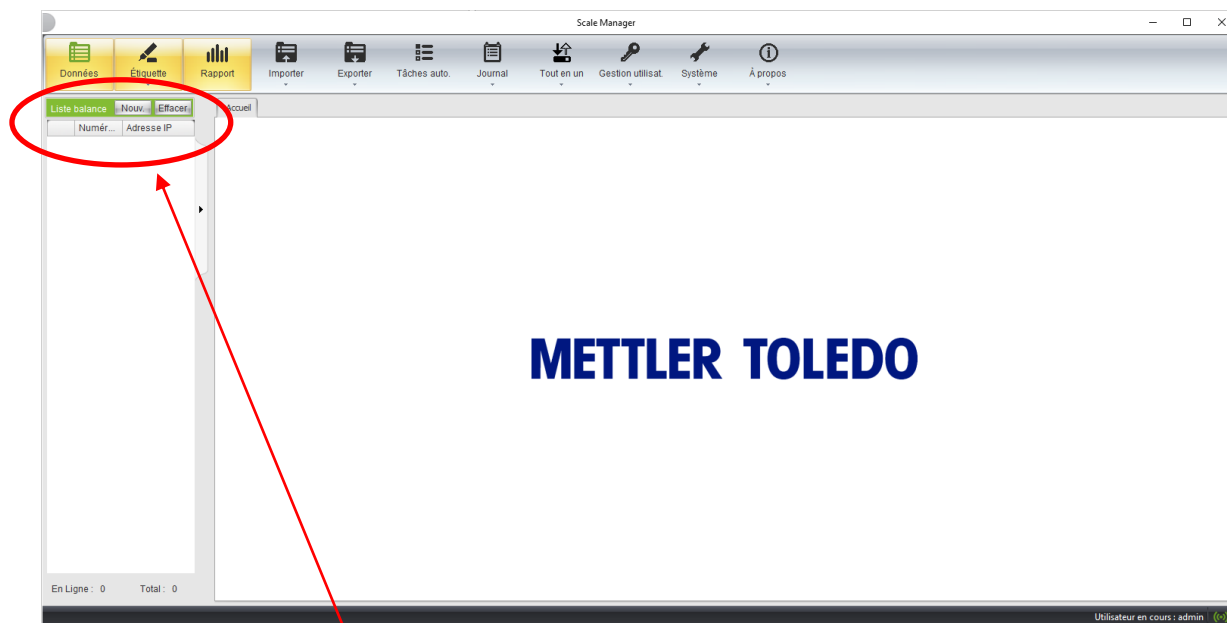 Scale Manager
Données Étiquette Rapport Importer Exporter Tâches auto. Journal Tout en un Gestion utilisat. Système À propos
Liste balance Nouv. Effacer Accueil
Numér... Adresse IP
METTLER TOLEDO
En Ligne : 0 Total : 0
Utilisateur en cours : admin